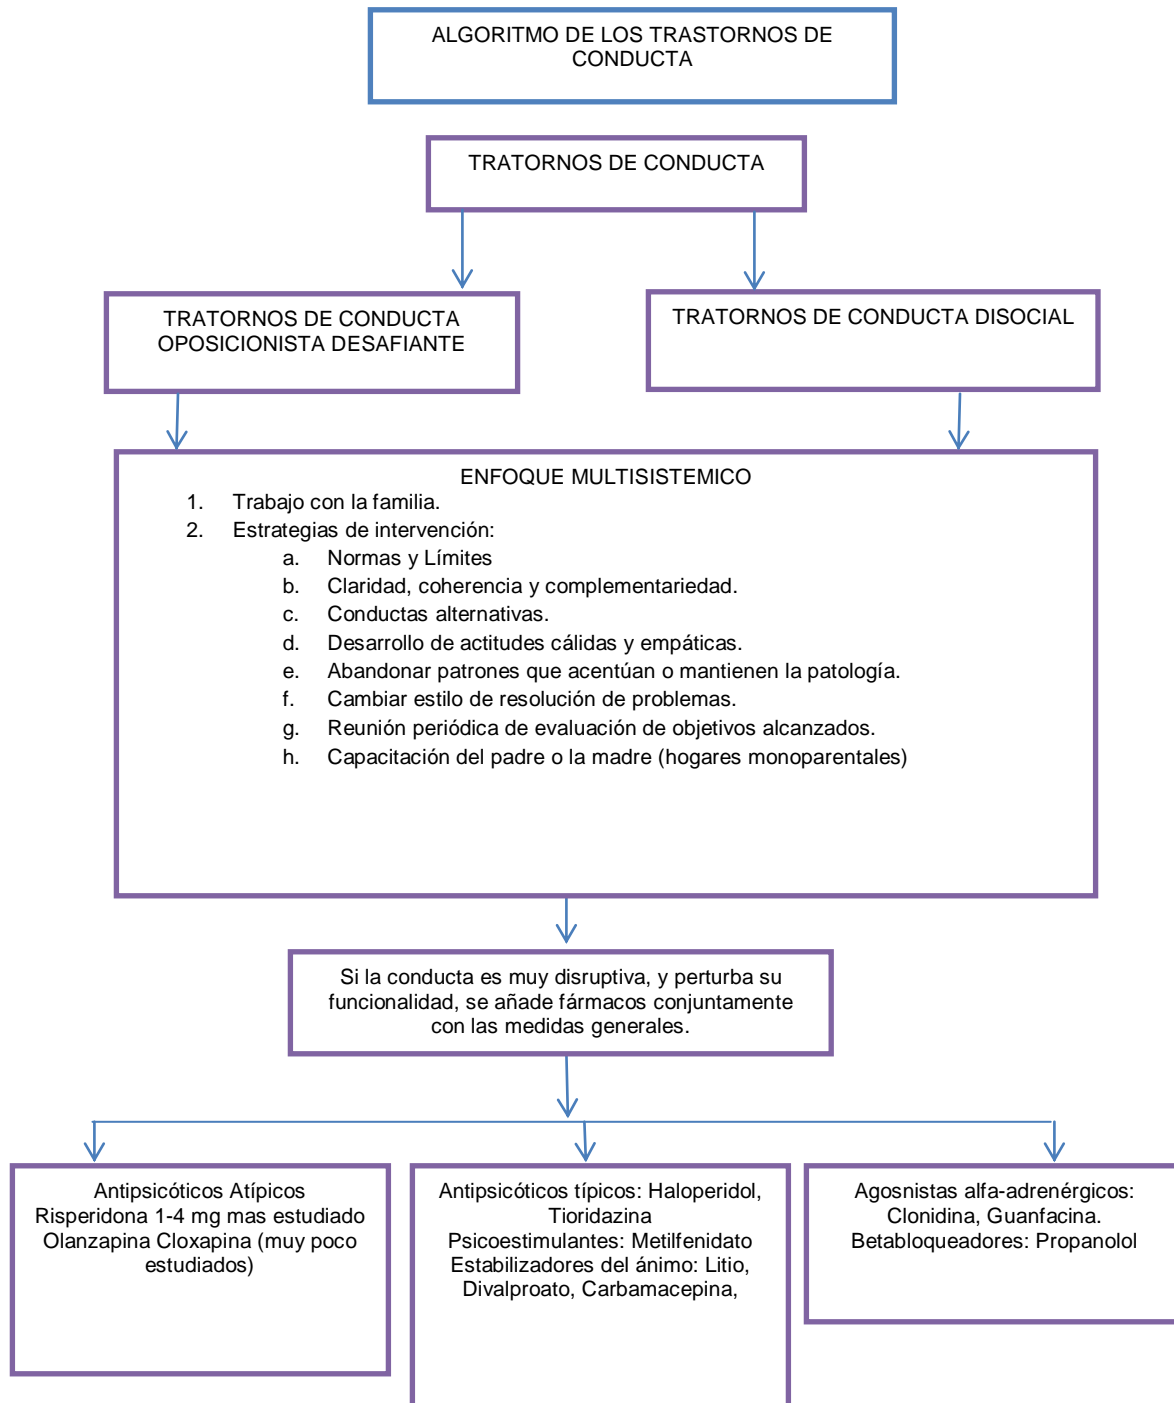 ALGORITMO DE LOS TRASTORNOS DE
CONDUCTA
TRATORNOS DE CONDUCTA
TRATORNOS DE CONDUCTA
OPOSICIONISTA DESAFIANTE
TRATORNOS DE CONDUCTA DISOCIAL
ENFOQUE MULTISISTEMICO
1. Trabajo con la familia.
2. Estrategias de intervención:
a. Normas y Límites
b. Claridad, coherencia y complementariedad.
c. Conductas alternativas.
d. Desarrollo de actitudes cálidas y empáticas.
e. Abandonar patrones que acentúan o mantienen la patología.
f. Cambiar estilo de resolución de problemas.
g. Reunión periódica de evaluación de objetivos alcanzados.
h. Capacitación del padre o la madre (hogares monoparentales)
Si la conducta es muy disruptiva, y perturba su
funcionalidad, se añade fármacos conjuntamente
con las medidas generales.
Antipsicóticos Atípicos
Risperidona 1-4 mg mas estudiado
Olanzapina Cloxapina (muy poco
estudiados)
Antipsicóticos típicos: Haloperidol,
Tioridazina
Psicoestimulantes: Metilfenidato
Estabilizadores del ánimo: Litio,
Divalproato, Carbamacepina,
Agosnistas alfa-adrenérgicos:
Clonidina, Guanfacina.
Betabloqueadores: Propanolol